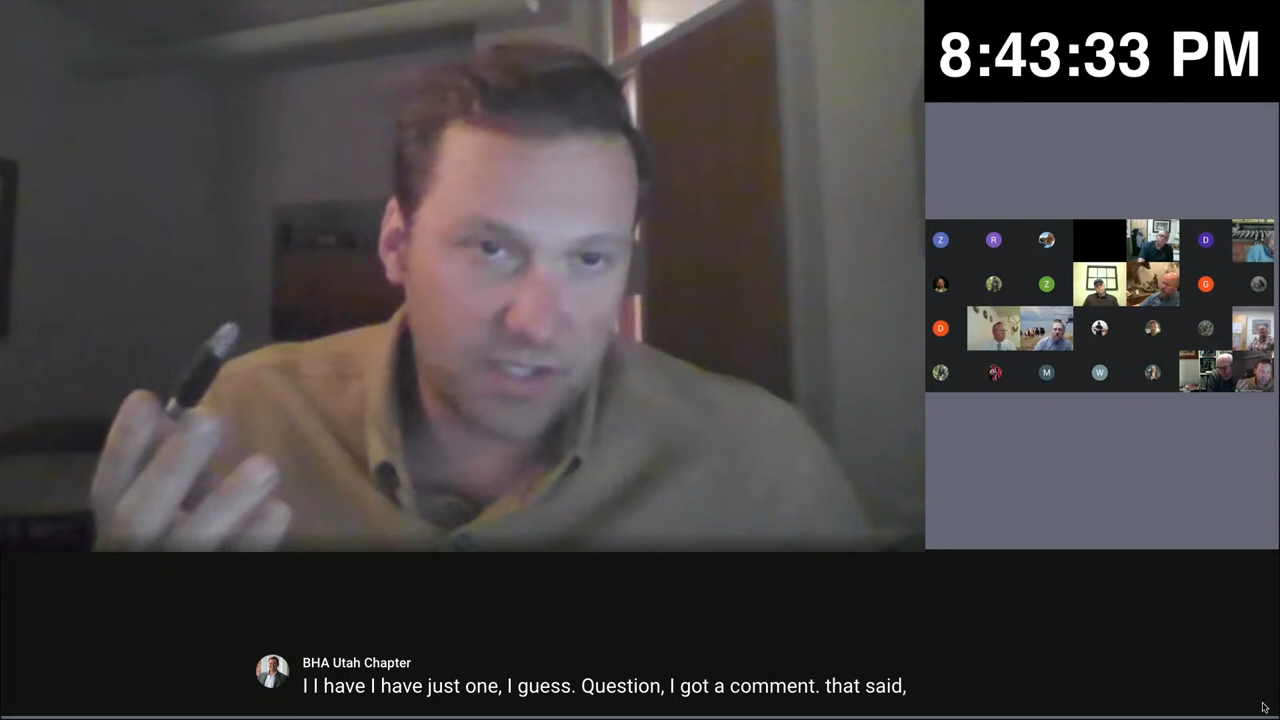 8:43:33 PM
Z
R
D
Z
G
D
M
W
BHA Utah Chapter
I I have I have just one, I guess. Question, I got a comment. that said,